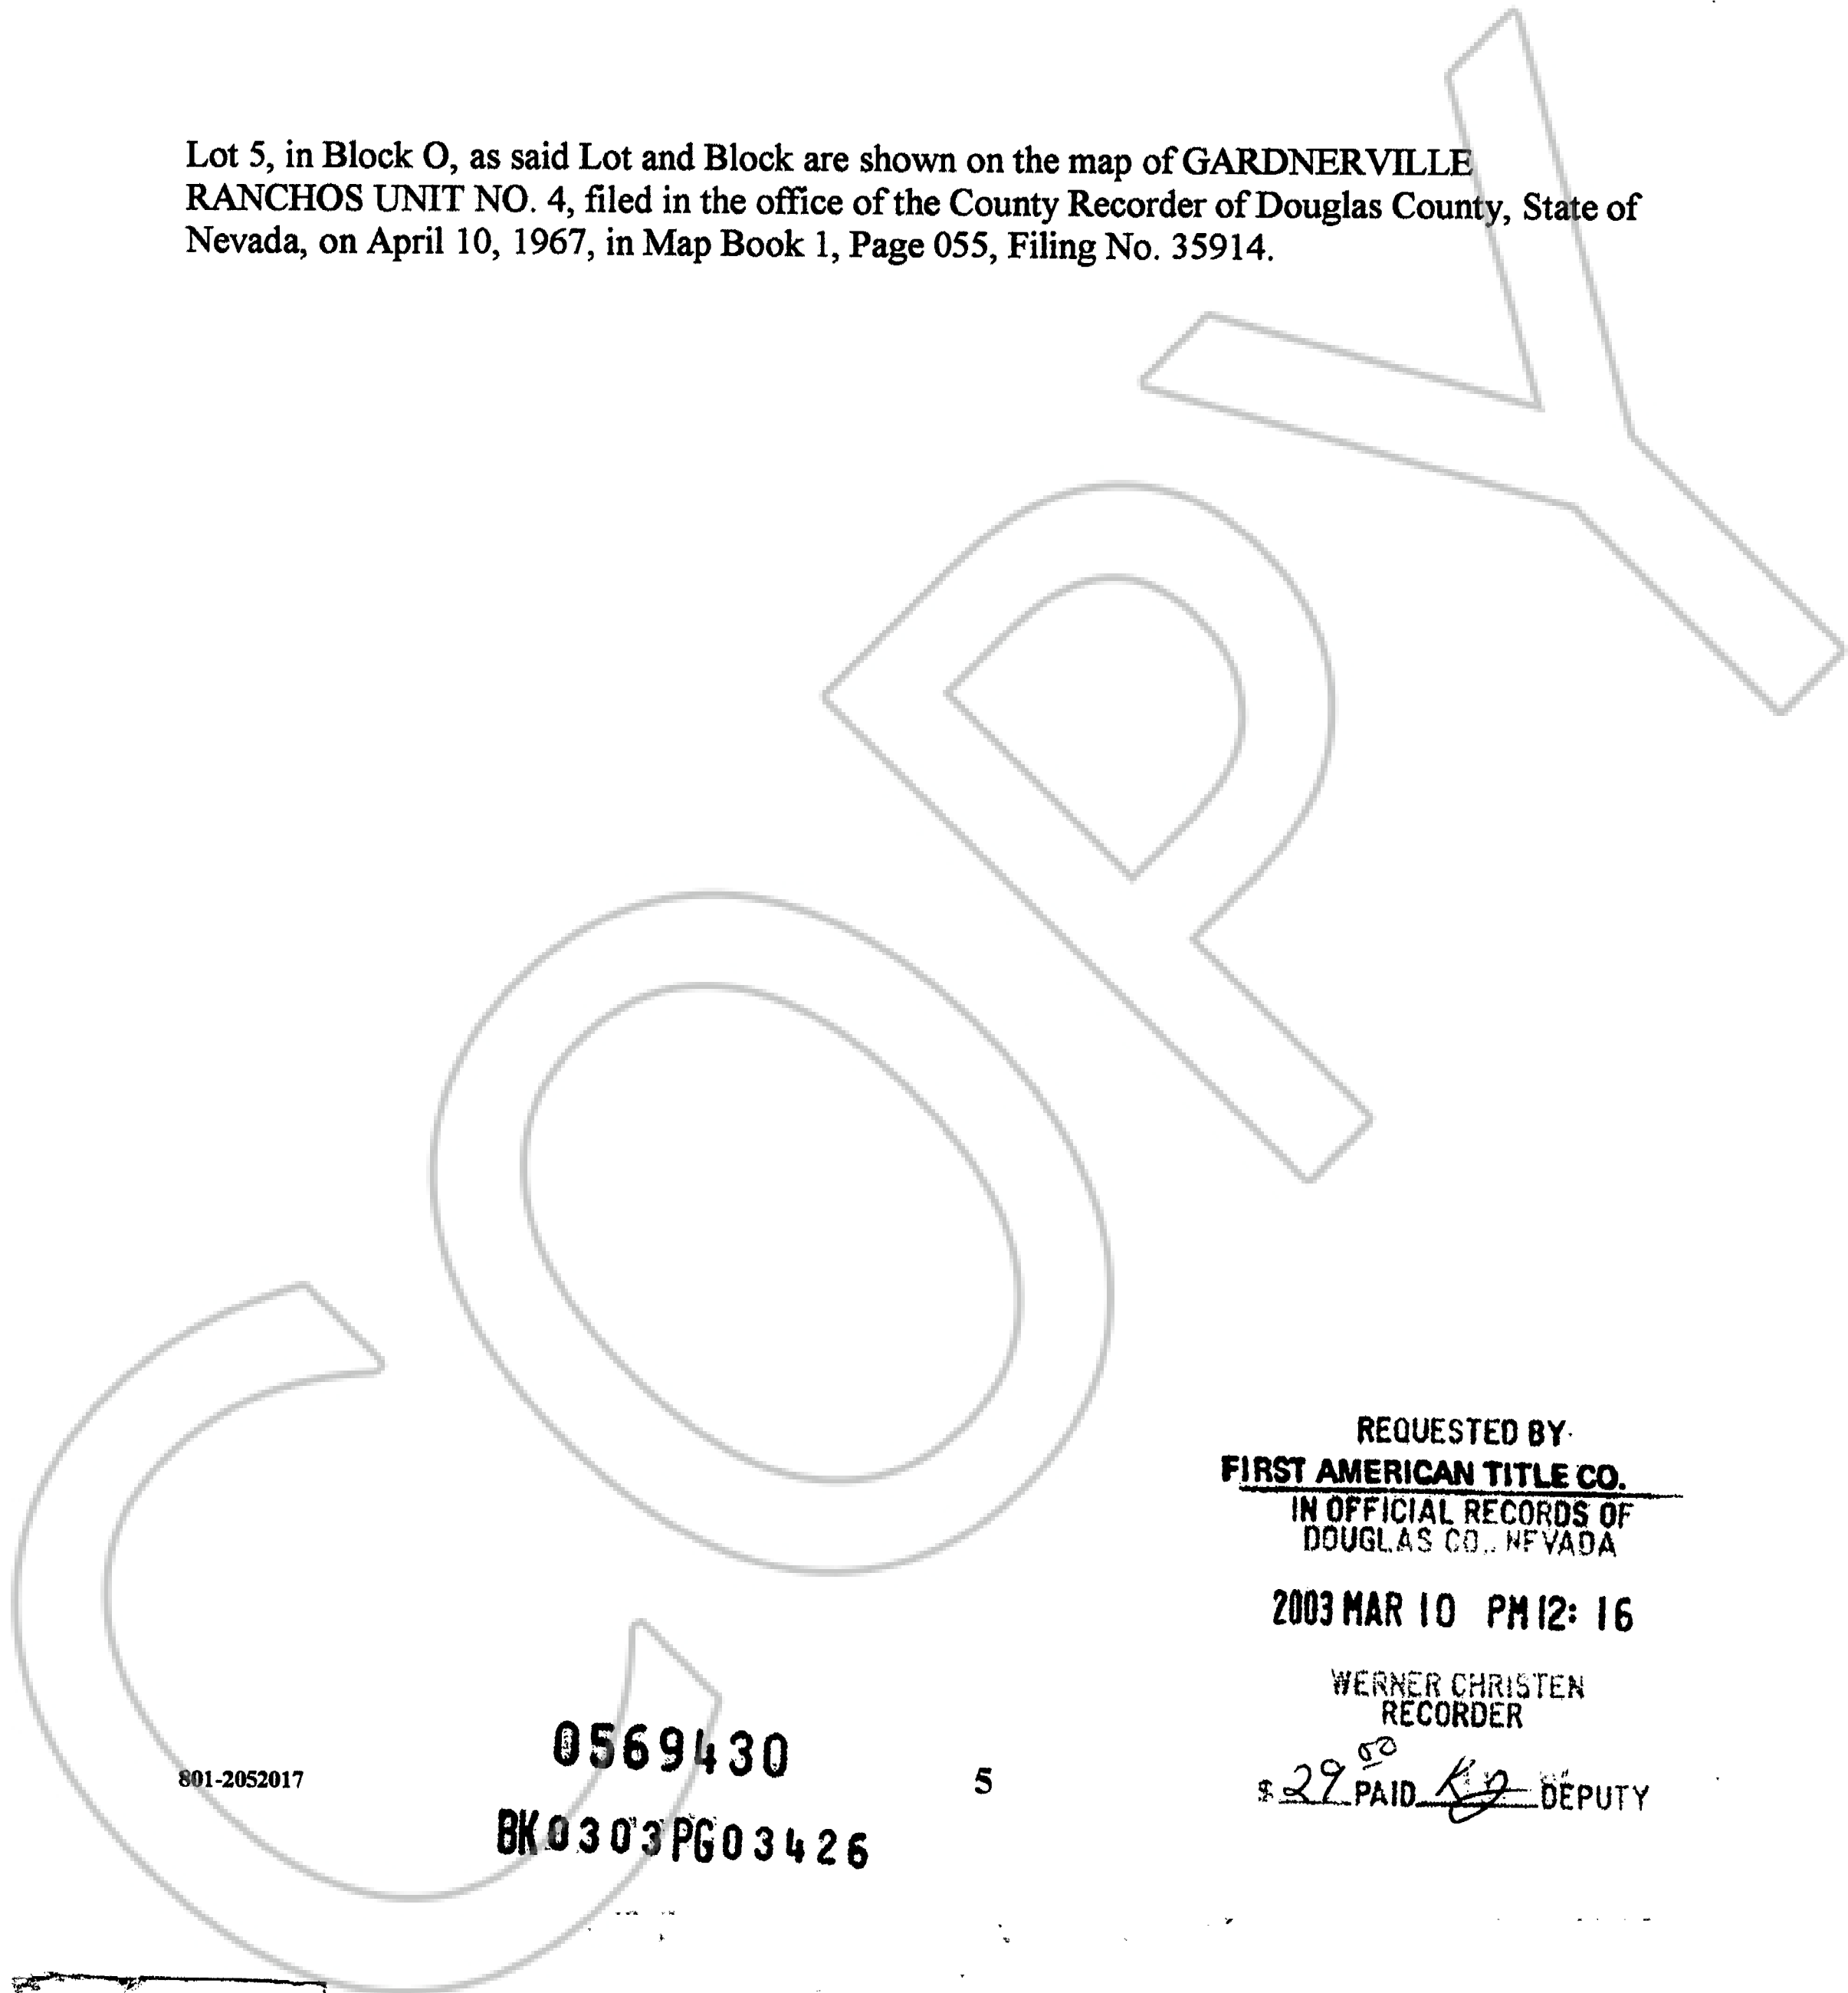 Lot 5, in Block O, as said Lot and Block are shown on the map of GARDNERVILLE
RANCHOS UNIT NO. 4, filed in the office of the County Recorder of Douglas County, State of
Nevada, on April 10, 1967, in Map Book 1, Page 055, Filing No. 35914.
COPY
REQUESTED BY
FIRST AMERICAN TITLE CO.
IN OFFICIAL RECORDS OF
DOUGLAS CO., NEVADA
2003 MAR 10 PM 12: 16
WERNER CHRISTEN
RECORDER
$ 29 00 PAID DEPUTY
0569430
801-2052017
5
BK0303PG03426